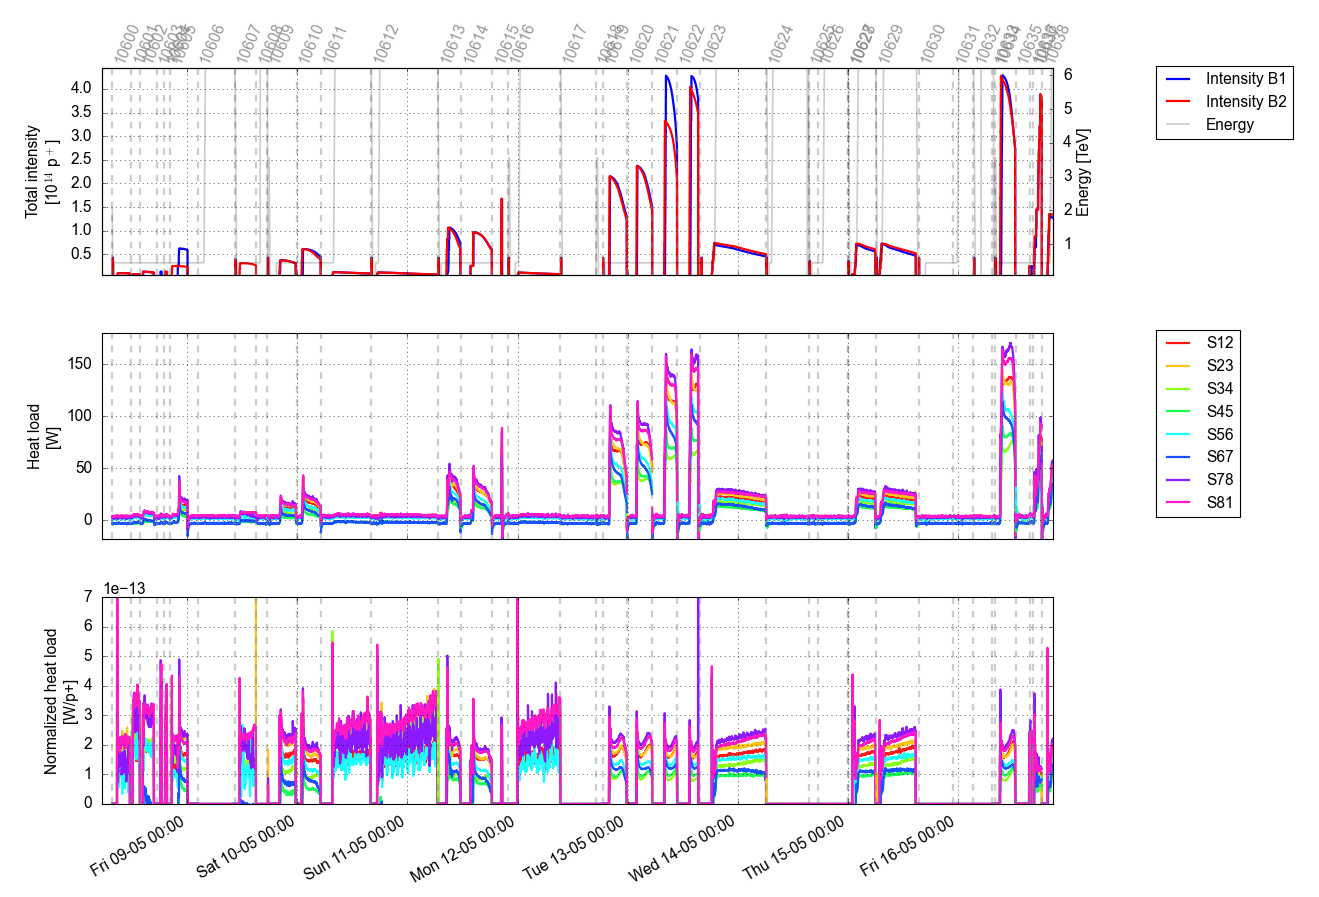 10600
10601
10602
10603
10605
10606
10607
10608
10609
10610
10611
10612
10613
10614
10615
10616
10617
10618
10619
10620
10621
10622
10623
10624
10625
10626
10628
10629
10630
10631
10632
10634
10635
10638
Total intensity
[10¹⁴ p⁺]
4.0
3.5
3.0
2.5
2.0
1.5
1.0
0.5
6
5
4
3
2
1
Energy [TeV]
Intensity B1
Intensity B2
Energy
Heat load
[W]
150
100
50
0
S12
S23
S34
S45
S56
S67
S78
S81
1e−13
Normalized heat load
[W/p+]
7
6
5
4
3
2
1
0
Fri 09-05 00:00
Sat 10-05 00:00
Sun 11-05 00:00
Mon 12-05 00:00
Tue 13-05 00:00
Wed 14-05 00:00
Thu 15-05 00:00
Fri 16-05 00:00